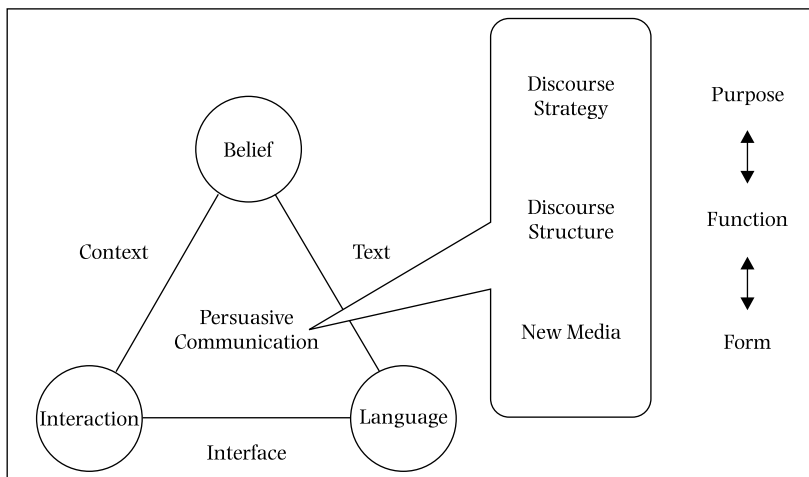 Discourse
Strategy
Purpose
Belief
Discourse
Structure
Function
Context
Text
Persuasive
Communication
New Media
Form
Interaction
Language
Interface